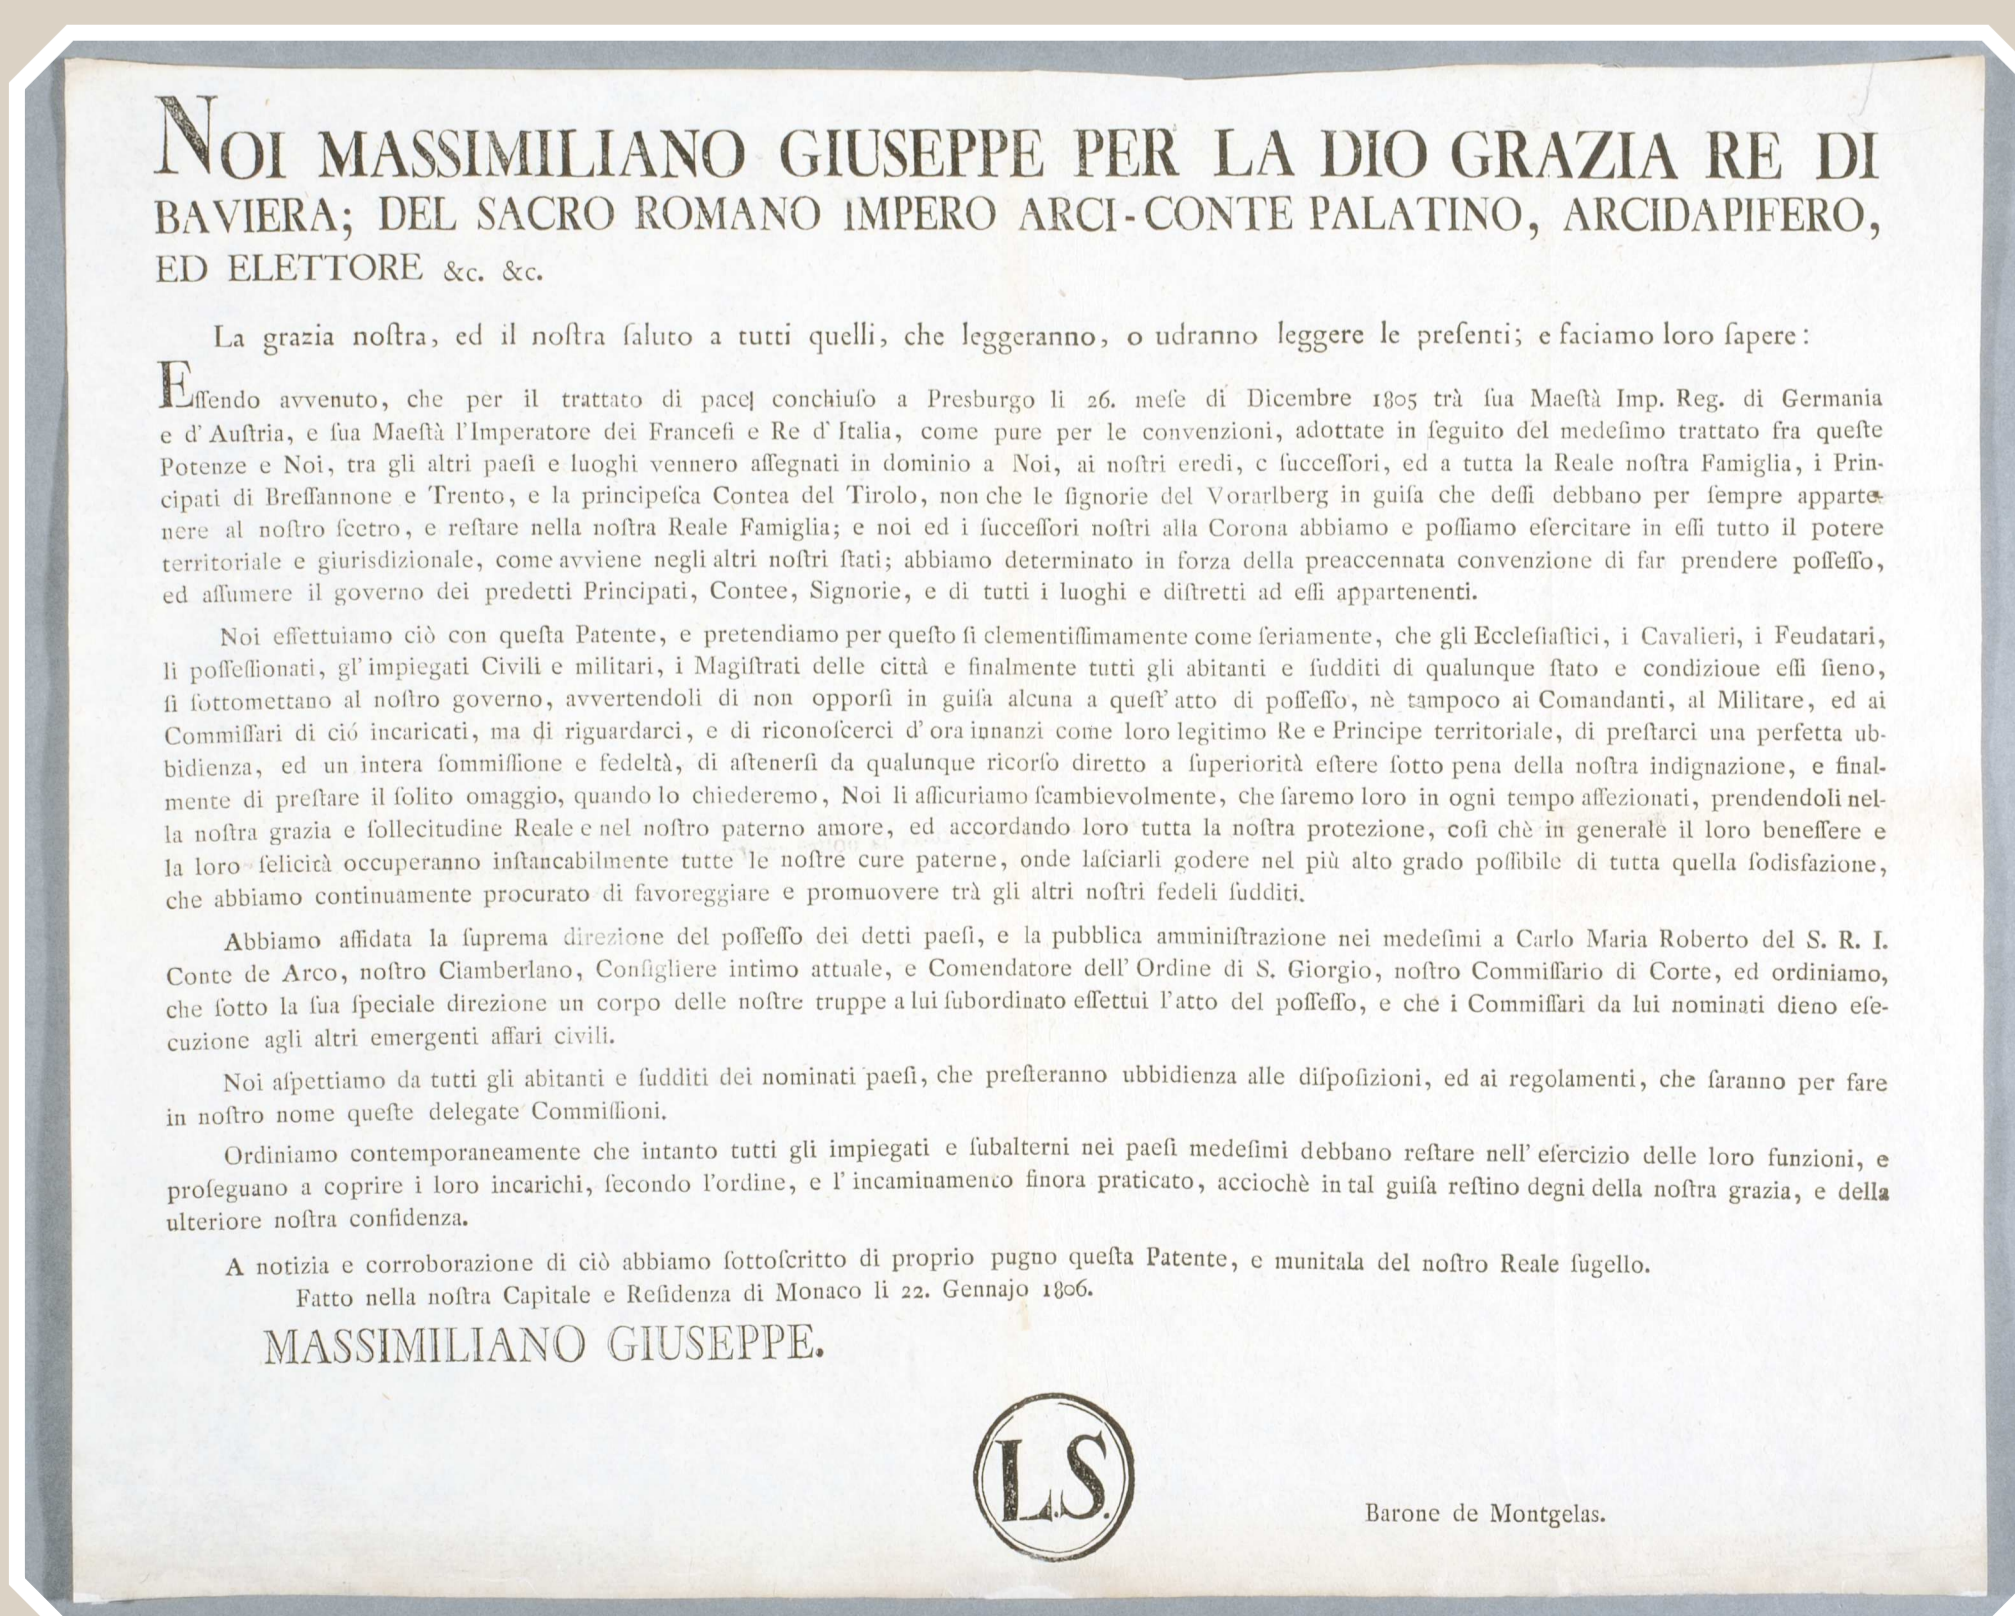 NOI MASSIMILIANO GIUSEPPE PER LA DIO GRAZIA RE DI
BAVIERA; DEL SACRO ROMANO IMPERO ARCI-CONTE PALATINO, ARCIDAPIFERO,
ED ELETTORE &c. &c.
La grazia noſtra, ed il noſtra ſaluto a tutti quelli, che leggeranno, o udranno leggere le preſenti; e faciamo loro ſapere:
Eſſendo avvenuto, che per il trattato di pace conchiuſo a Presburgo li 26. meſe di Dicembre 1805 trà ſua Maeſtà Imp. Reg. di Germania
e d' Auſtria, e ſua Maeſtà l'Imperatore dei Franceſi e Re d' Italia, come pure per le convenzioni, adottate in ſeguito del medeſimo trattato fra queſte
Potenze e Noi, tra gli altri paeſi e luoghi vennero aſſegnati in dominio a Noi, ai noſtri eredi, e ſucceſſori, ed a tutta la Reale noſtra Famiglia, i Prin-
cipati di Breſſannone e Trento, e la principeſca Contea del Tirolo, non che le ſignorie del Vorarlberg in guiſa che deſſi debbano per ſempre apparte-
nere al noſtro ſcetro, e reſtare nella noſtra Reale Famiglia; e noi ed i ſucceſſori noſtri alla Corona abbiamo e poſſiamo eſercitare in eſſi tutto il potere
territoriale e giurisdizionale, come avviene negli altri noſtri ſtati; abbiamo determinato in forza della preaccennata convenzione di far prendere poſſeſſo,
ed aſſumere il governo dei predetti Principati, Contee, Signorie, e di tutti i luoghi e diſtretti ad eſſi appartenenti.
Noi effettuiamo ciò con queſta Patente, e pretendiamo per queſto ſi clementiſſimamente come ſeriamente, che gli Eccleſiaſtici, i Cavalieri, i Feudatari,
li poſſeſſionati, gl' impiegati Civili e militari, i Magiſtrati delle città e finalmente tutti gli abitanti e ſudditi di qualunque ſtato e condizioue eſſi ſieno,
ſi ſottomettano al noſtro governo, avvertendoli di non opporſi in guiſa alcuna a queſt' atto di poſſeſſo, nè tampoco ai Comandanti, al Militare, ed ai
Commiſſari di ció incaricati, ma di riguardarci, e di riconoſcerci d' ora innanzi come loro legitimo Re e Principe territoriale, di preſtarci una perfetta ub-
bidienza, ed un intera ſommiſſione e fedeltà, di aſtenerſi da qualunque ricorſo diretto a ſuperiorità eſtere ſotto pena della noſtra indignazione, e final-
mente di preſtare il ſolito omaggio, quando lo chiederemo, Noi li aſſicuriamo ſcambievolmente, che ſaremo loro in ogni tempo affezionati, prendendoli nel-
la noſtra grazia e ſollecitudine Reale e nel noſtro paterno amore, ed accordando loro tutta la noſtra protezione, coſi chè in generale il loro beneſſere e
la loro felicità occuperanno inſtancabilmente tutte le noſtre cure paterne, onde laſciarli godere nel più alto grado poſſibile di tutta quella ſodisfazione,
che abbiamo continuamente procurato di favoreggiare e promuovere trà gli altri noſtri fedeli ſudditi.
Abbiamo affidata la ſuprema direzione del poſſeſſo dei detti paeſi, e la pubblica amminiſtrazione nei medeſimi a Carlo Maria Roberto del S. R. I.
Conte de Arco, noſtro Ciamberlano, Conſigliere intimo attuale, e Comendatore dell' Ordine di S. Giorgio, noſtro Commiſſario di Corte, ed ordiniamo,
che ſotto la ſua ſpeciale direzione un corpo delle noſtre truppe a lui ſubordinato effettui l'atto del poſſeſſo, e che i Commiſſari da lui nominati dieno eſe-
cuzione agli altri emergenti affari civili.
Noi aſpettiamo da tutti gli abitanti e ſudditi dei nominati paeſi, che preſteranno ubbidienza alle diſpoſizioni, ed ai regolamenti, che ſaranno per fare
in noſtro nome queſte delegate Commiſſioni.
Ordiniamo contemporaneamente che intanto tutti gli impiegati e ſubalterni nei paeſi medeſimi debbano reſtare nell' eſercizio delle loro funzioni, e
proſeguano a coprire i loro incarichi, ſecondo l'ordine, e l' incaminamento finora praticato, acciochè in tal guiſa reſtino degni della noſtra grazia, e della
ulteriore noſtra confidenza.
A notizia e corroborazione di ciò abbiamo ſottoſcritto di proprio pugno queſta Patente, e munitala del noſtro Reale ſugello.
Fatto nella noſtra Capitale e Reſidenza di Monaco li 22. Gennajo 1806.
MASSIMILIANO GIUSEPPE.
L.S.
Barone de Montgelas.